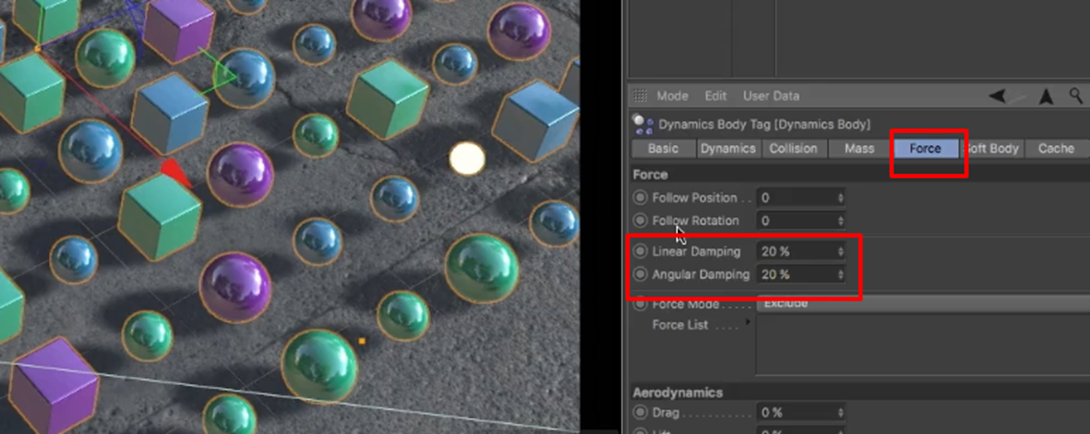 Mode Edit User Data
Dynamics Body Tag [Dynamics Body]
Basic Dynamics Collision Mass Force Soft Body Cache
Force
Follow Position . . 0
Follow Rotation 0
Linear Damping 20 %
Angular Damping 20 %
Force Mode . . . . . Exclude
Force List . . . .
Aerodynamics
Drag . . . . . . . . . . 0 %
Lift . . . . . . . . . . . 0 %